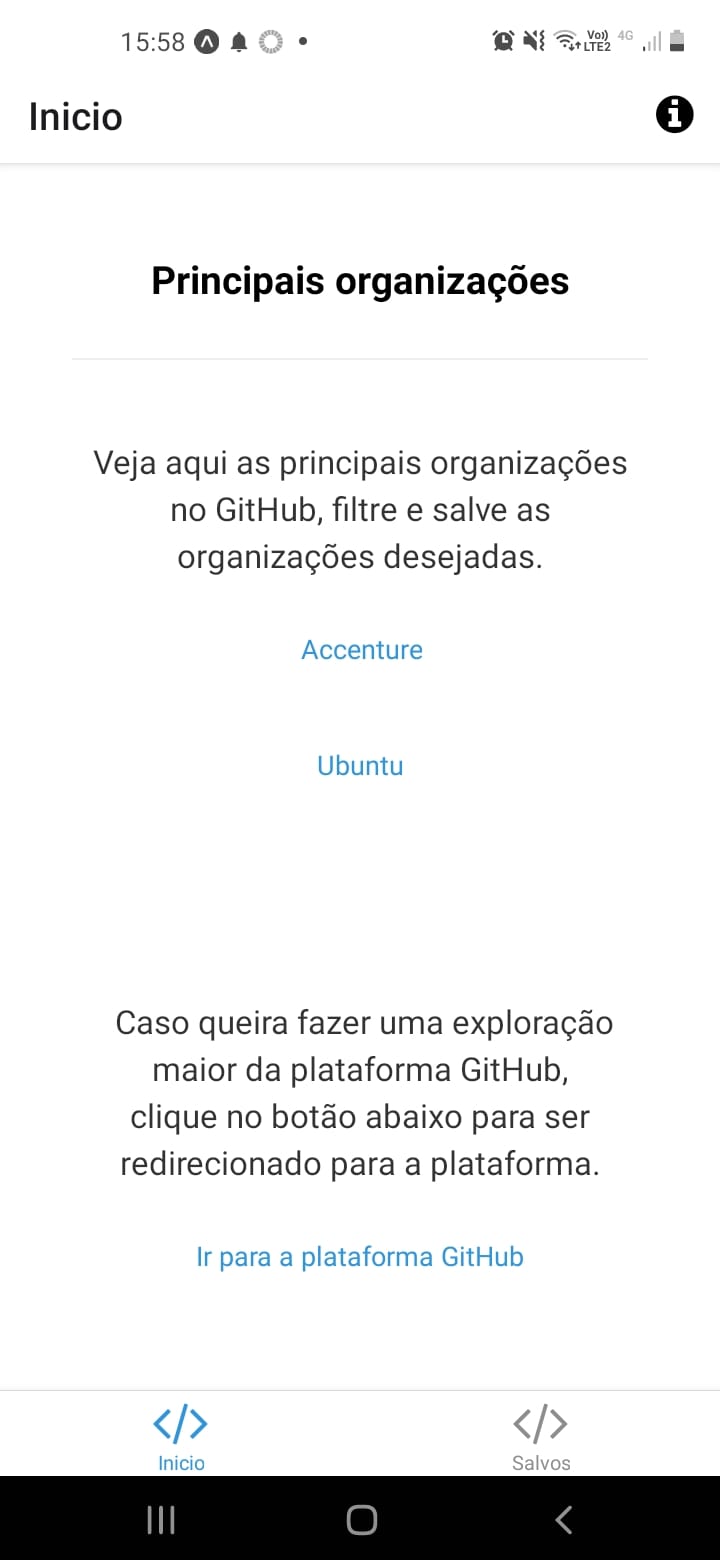 15:58
Vo)) 4G
LTE2
Inicio
Principais organizações
Veja aqui as principais organizações
no GitHub, filtre e salve as
organizações desejadas.
Accenture
Ubuntu
Caso queira fazer uma exploração
maior da plataforma GitHub,
clique no botão abaixo para ser
redirecionado para a plataforma.
Ir para a plataforma GitHub
Inicio
Salvos